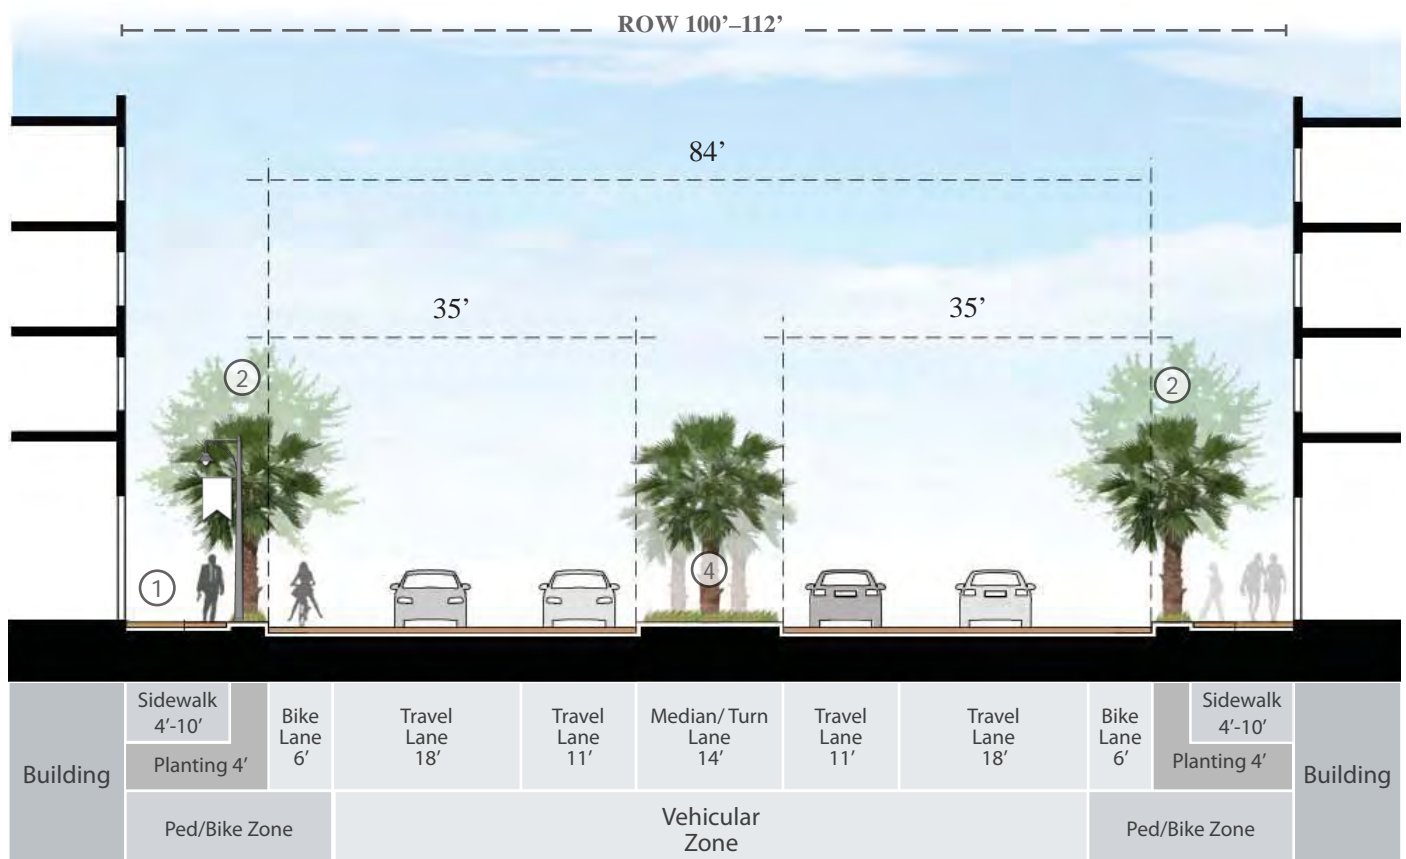 ROW 100’–112’
84’
35’
35’
2
2
1
4
Building
Sidewalk
4’-10’
Planting 4’
Bike
Lane
6’
Travel
Lane
18’
Travel
Lane
11’
Median/ Turn
Lane
14’
Travel
Lane
11’
Travel
Lane
18’
Bike
Lane
6’
Sidewalk
4’-10’
Planting 4’
Building
Ped/Bike Zone
Vehicular
Zone
Ped/Bike Zone